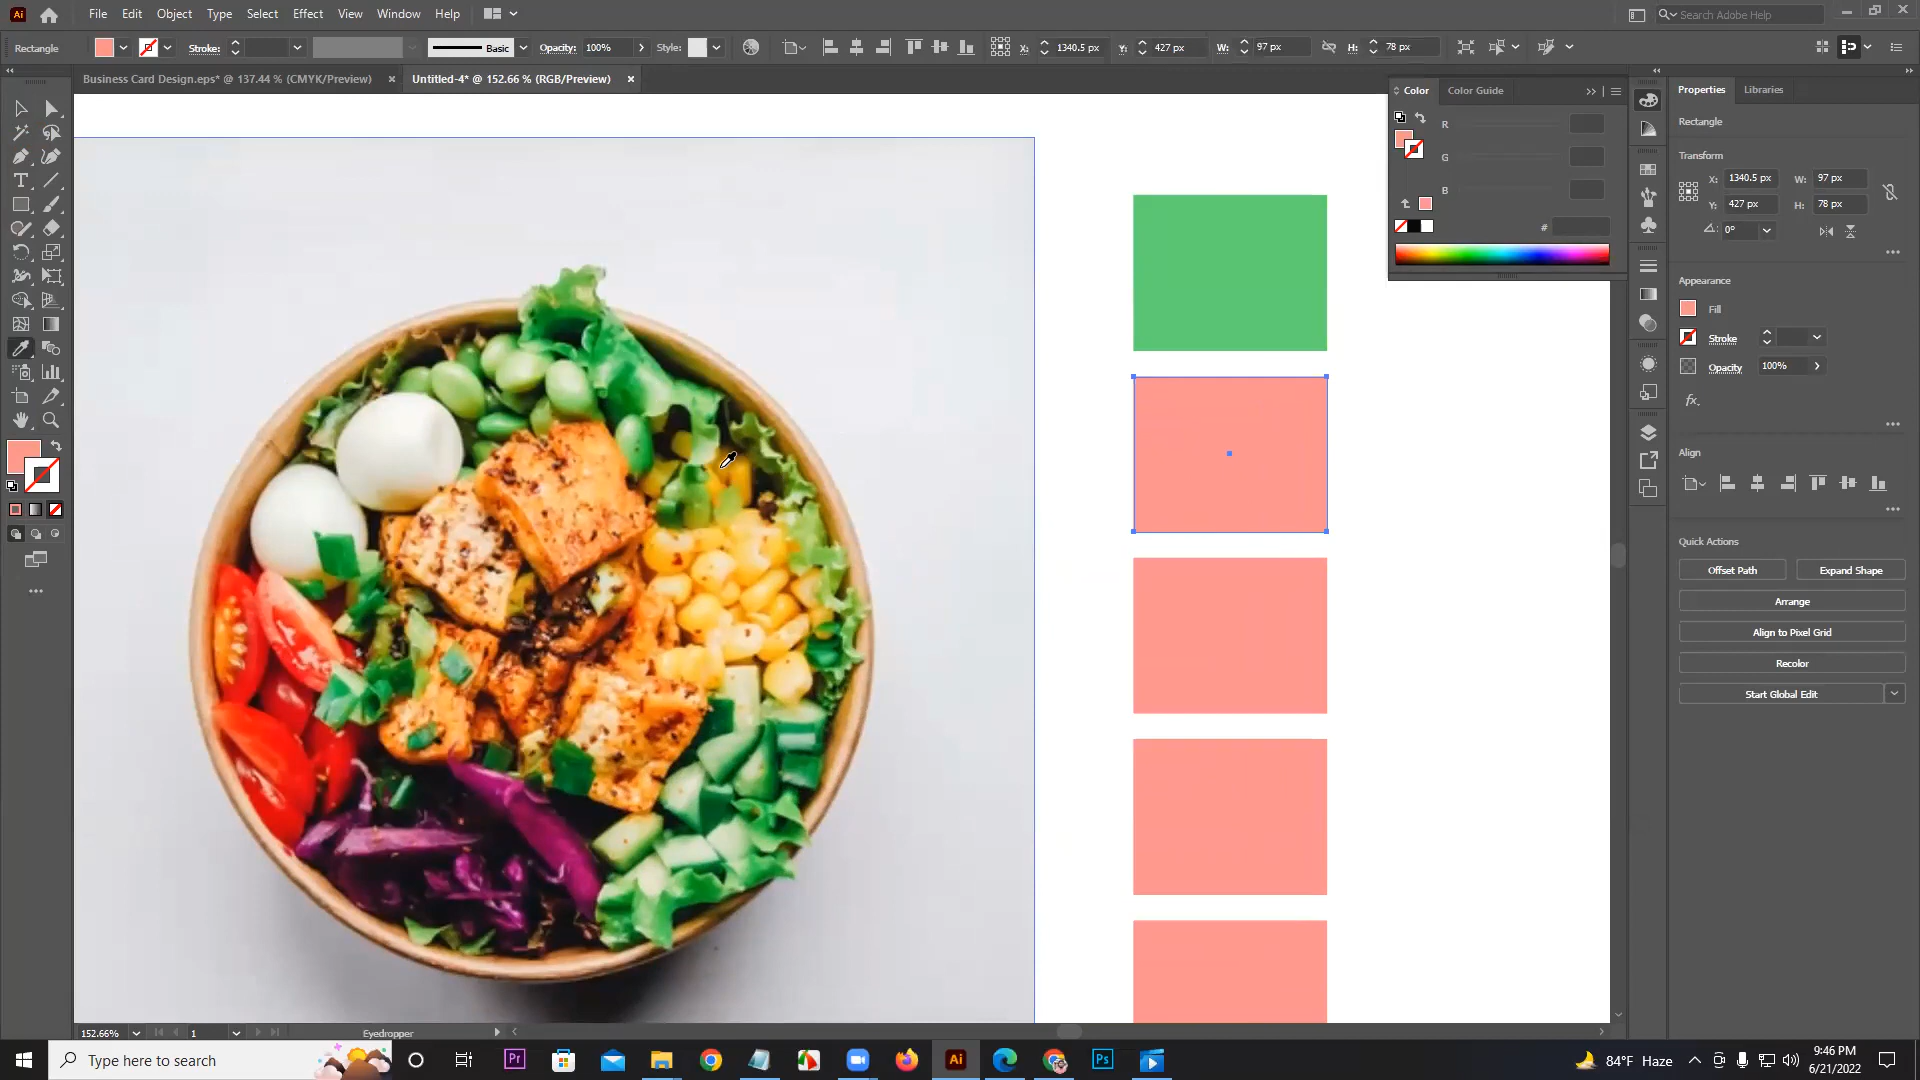 Ai File Edit Object Type Select Effect View Window Help Search Adobe Help
Rectangle Stroke: Basic Opacity: 100% Style: X: 1340.5 px Y: 427 px W: 97 px H: 78 px
Business Card Design.eps* @ 137.44 % (CMYK/Preview) × Untitled-4* @ 152.66 % (RGB/Preview) ×
Color Color Guide
R
G
B
#
Properties Libraries
Rectangle
Transform
X: 1340.5 px W: 97 px
Y: 427 px H: 78 px
0°
Appearance
Fill
Stroke
Opacity 100%
fx.
Align
Quick Actions
Offset Path Expand Shape
Arrange
Align to Pixel Grid
Recolor
Start Global Edit
T
152.66% 1 Eyedropper
Type here to search Pr Ai Ps 84°F Haze 9:46 PM
6/21/2022